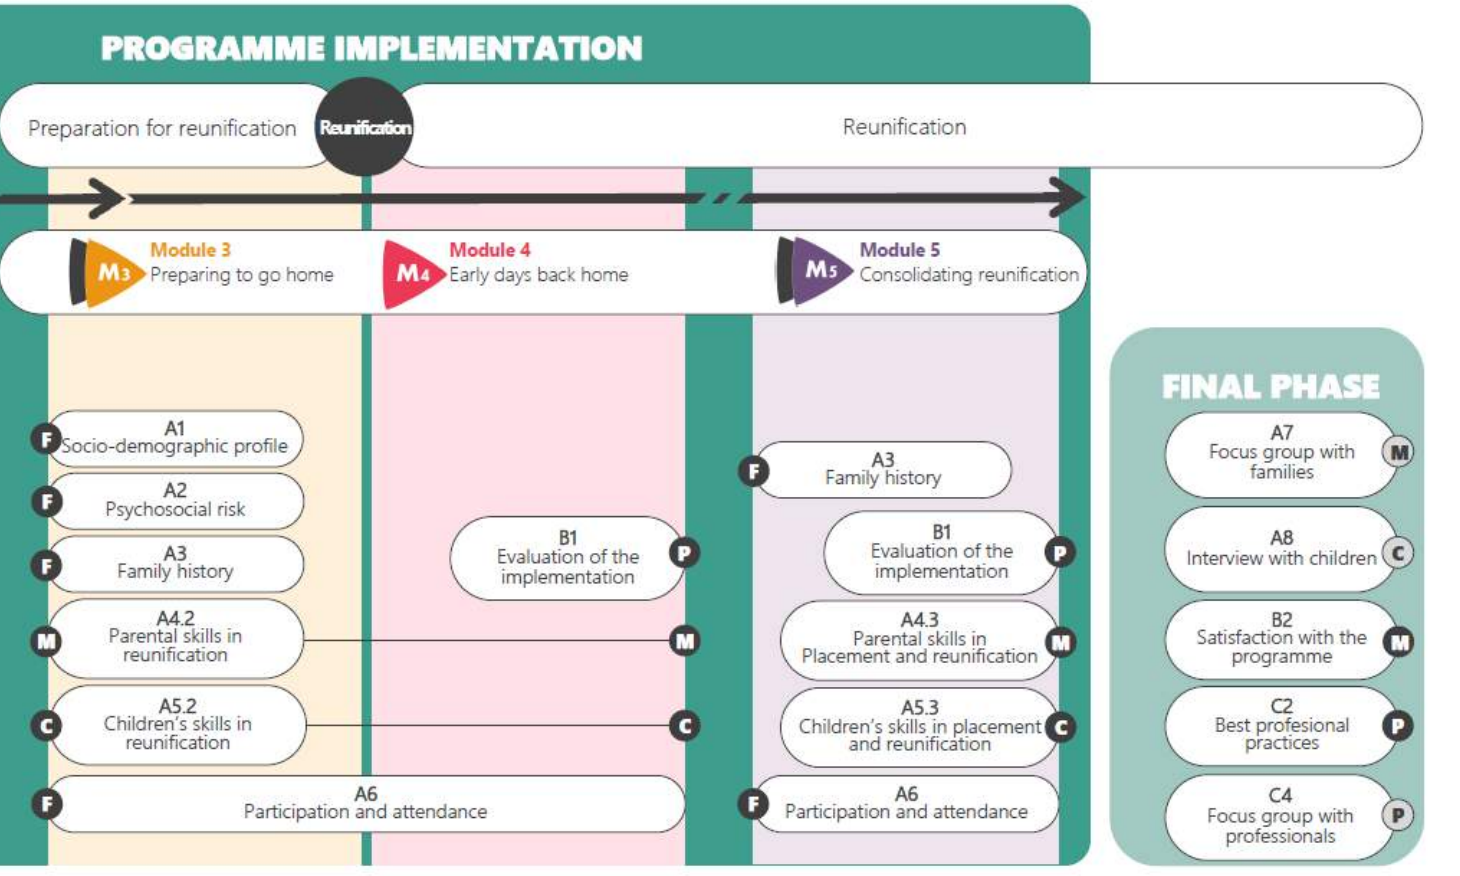 PROGRAMME IMPLEMENTATION
Preparation for reunification
Reunification
Reunification
M3
Module 3
Preparing to go home
M4
Module 4
Early days back home
M5
Module 5
Consolidating reunification
F
A1
Socio-demographic profile
F
A2
Psychosocial risk
F
A3
Family history
M
A4.2
Parental skills in
reunification
M
C
A5.2
Children's skills in
reunification
C
F
A6
Participation and attendance
B1
Evaluation of the
implementation
P
F
A3
Family history
B1
Evaluation of the
implementation
P
A4.3
Parental skills in
Placement and reunification
M
A5.3
Children's skills in placement
and reunification
C
F
A6
Participation and attendance
FINAL PHASE
A7
Focus group with
families
M
A8
Interview with children
C
B2
Satisfaction with the
programme
M
C2
Best profesional
practices
P
C4
Focus group with
professionals
P